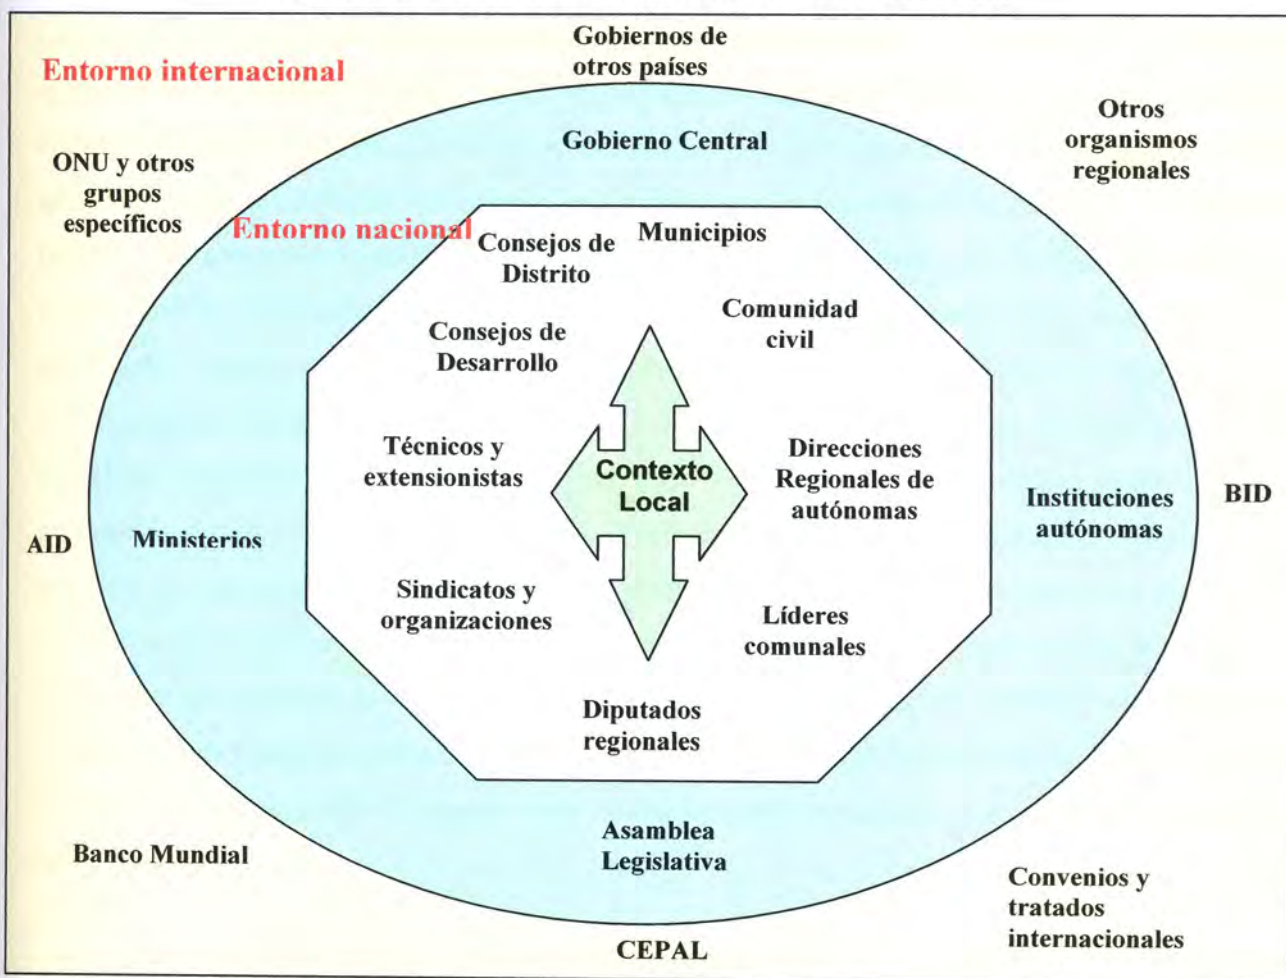 Gobiernos de
otros países
Entorno internacional
Otros
organismos
regionales
ONU y otros
grupos
específicos
Gobierno Central
Entorno nacional
Municipios
Consejos de
Distrito
Comunidad
civil
Consejos de
Desarrollo
Técnicos y
extensionistas
Contexto
Local
Direcciones
Regionales de
autónomas
Instituciones
autónomas
BID
AID
Ministerios
Sindicatos y
organizaciones
Líderes
comunales
Diputados
regionales
Asamblea
Legislativa
Banco Mundial
Convenios y
tratados
internacionales
CEPAL